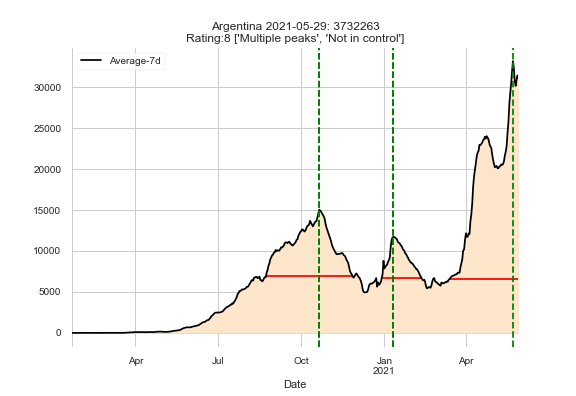 Argentina 2021-05-29: 3732263
Rating:8 ['Multiple peaks', 'Not in control']
Average-7d
30000
25000
20000
15000
10000
5000
0
Apr Jul Oct Jan Apr
2021
Date